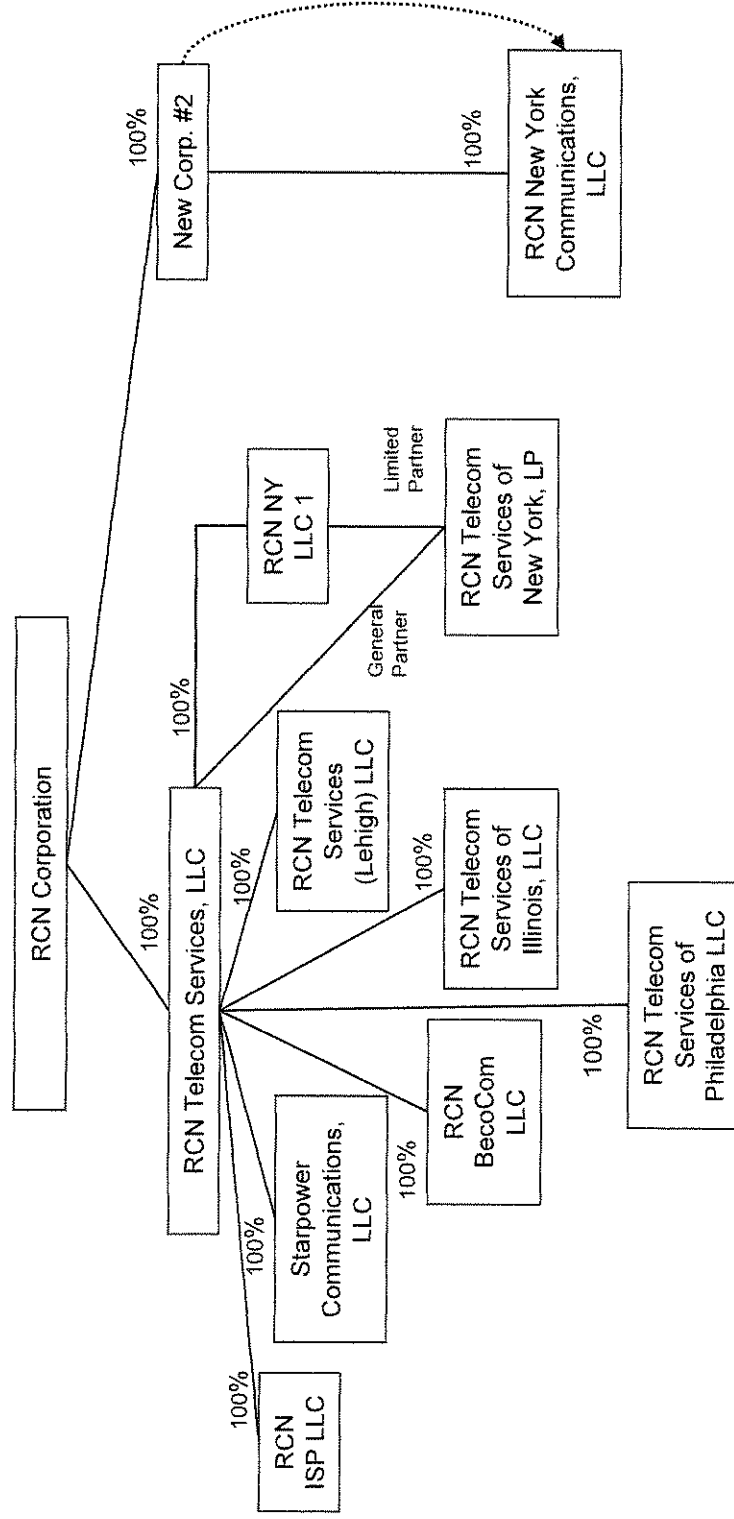 RCN Corporation
100%
100%
RCN Telecom Services, LLC
New Corp. #2
100%
100%
100%
100%
RCN
ISP LLC
Starpower
Communications,
LLC
RCN Telecom
Services
(Lehigh) LLC
RCN NY
LLC 1
General
Partner
Limited
Partner
100%
100%
100%
RCN
BecoCom
LLC
RCN Telecom
Services of
Illinois, LLC
RCN Telecom
Services of
New York, LP
RCN New York
Communications,
LLC
100%
RCN Telecom
Services of
Philadelphia LLC